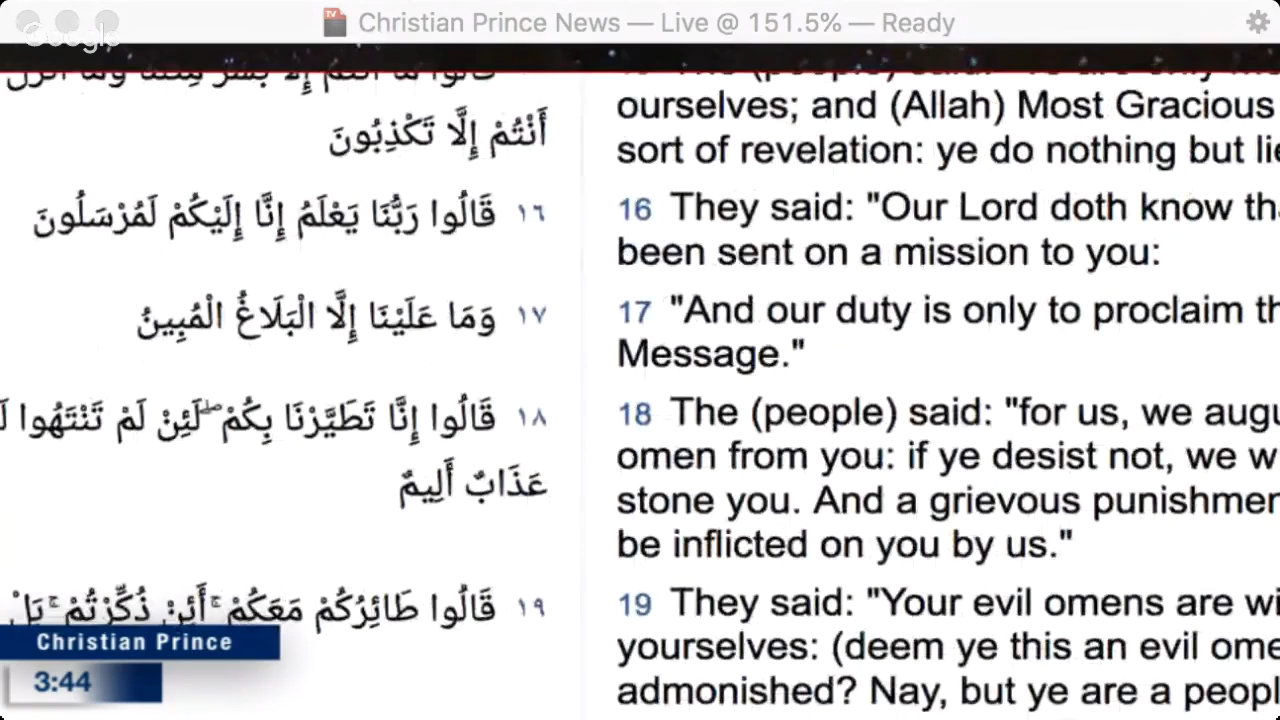 Christian Prince News — Live @ 151.5% — Ready
Google
أَنْتُمْ إِلَّا تَكْذِبُونَ
١٦ قَالُوا رَبُّنَا يَعْلَمُ إِنَّا إِلَيْكُمْ لَمُرْسَلُونَ
١٧ وَمَا عَلَيْنَا إِلَّا الْبَلَاغُ الْمُبِينُ
١٨ قَالُوا إِنَّا تَطَيَّرْنَا بِكُمْ ۖ لَئِنْ لَمْ تَنْتَهُوا
عَذَابٌ أَلِيمٌ
١٩ قَالُوا طَائِرُكُمْ مَعَكُمْ ۚ أَئِنْ ذُكِّرْتُمْ ۚ بَلْ
ourselves; and (Allah) Most Gracious
sort of revelation: ye do nothing but lie
16 They said: "Our Lord doth know tha
been sent on a mission to you:
17 "And our duty is only to proclaim th
Message."
18 The (people) said: "for us, we augu
omen from you: if ye desist not, we w
stone you. And a grievous punishmen
be inflicted on you by us."
19 They said: "Your evil omens are wi
yourselves: (deem ye this an evil ome
admonished? Nay, but ye are a peopl
Christian Prince
3:44